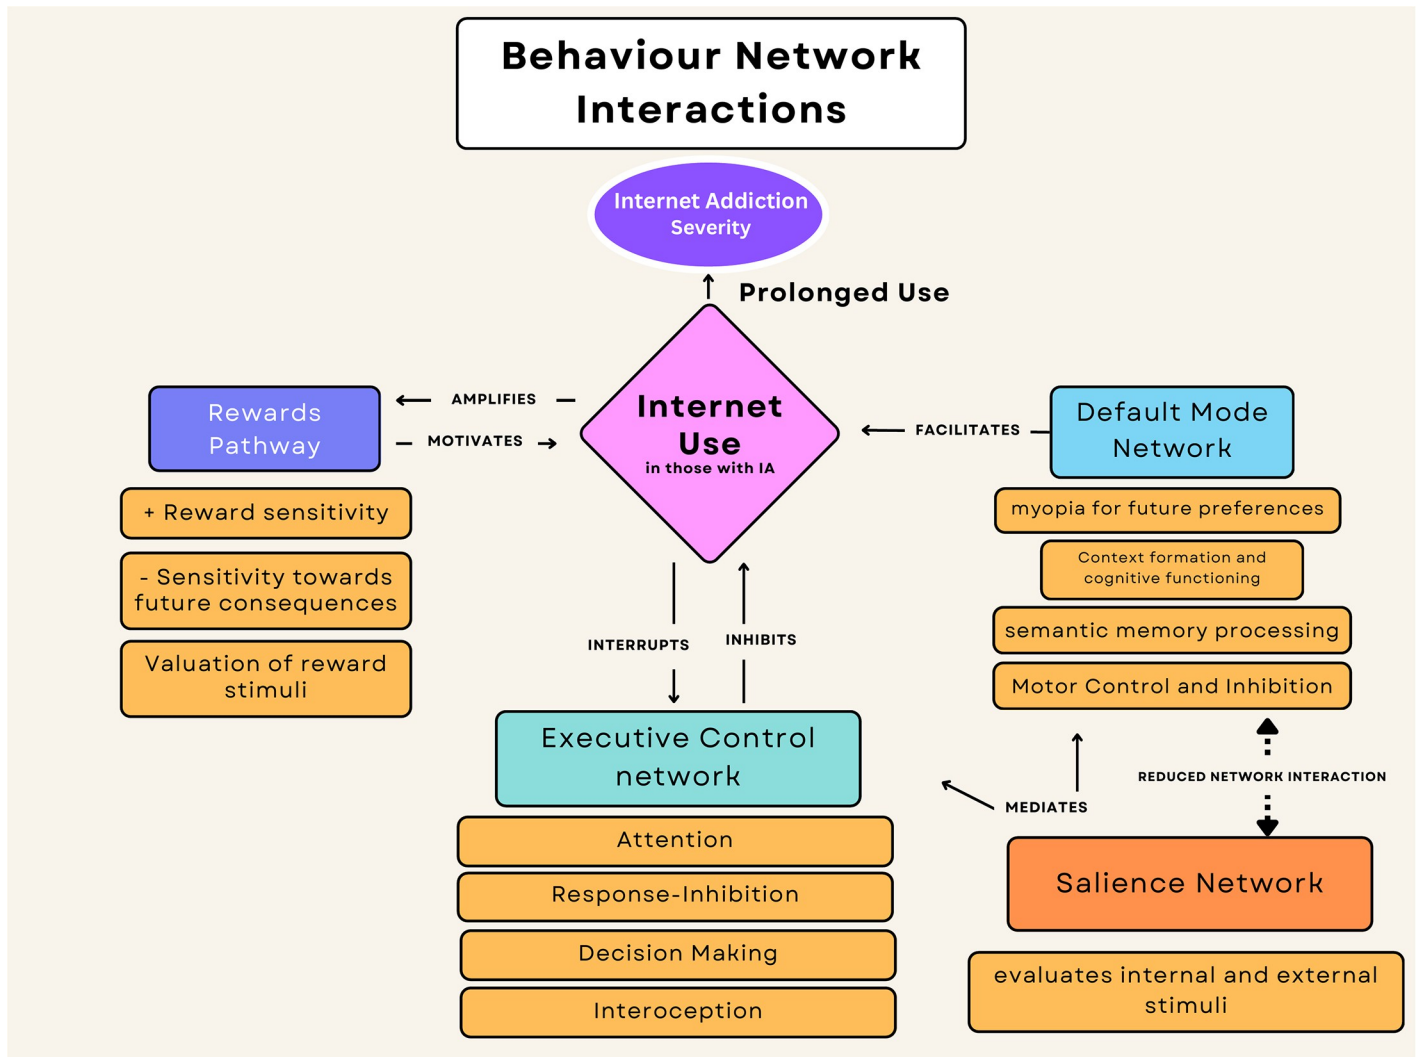 Behaviour Network
Interactions
Internet Addiction
Severity
Prolonged Use
Rewards
Pathway
AMPLIFIES
MOTIVATES
Internet
Use
in those with IA
FACILITATES
Default Mode
Network
+ Reward sensitivity
- Sensitivity towards
future consequences
Valuation of reward
stimuli
myopia for future preferences
Context formation and
cognitive functioning
semantic memory processing
Motor Control and Inhibition
INTERRUPTS
INHIBITS
Executive Control
network
Attention
Response-Inhibition
Decision Making
Interoception
REDUCED NETWORK INTERACTION
MEDIATES
Salience Network
evaluates internal and external
stimuli